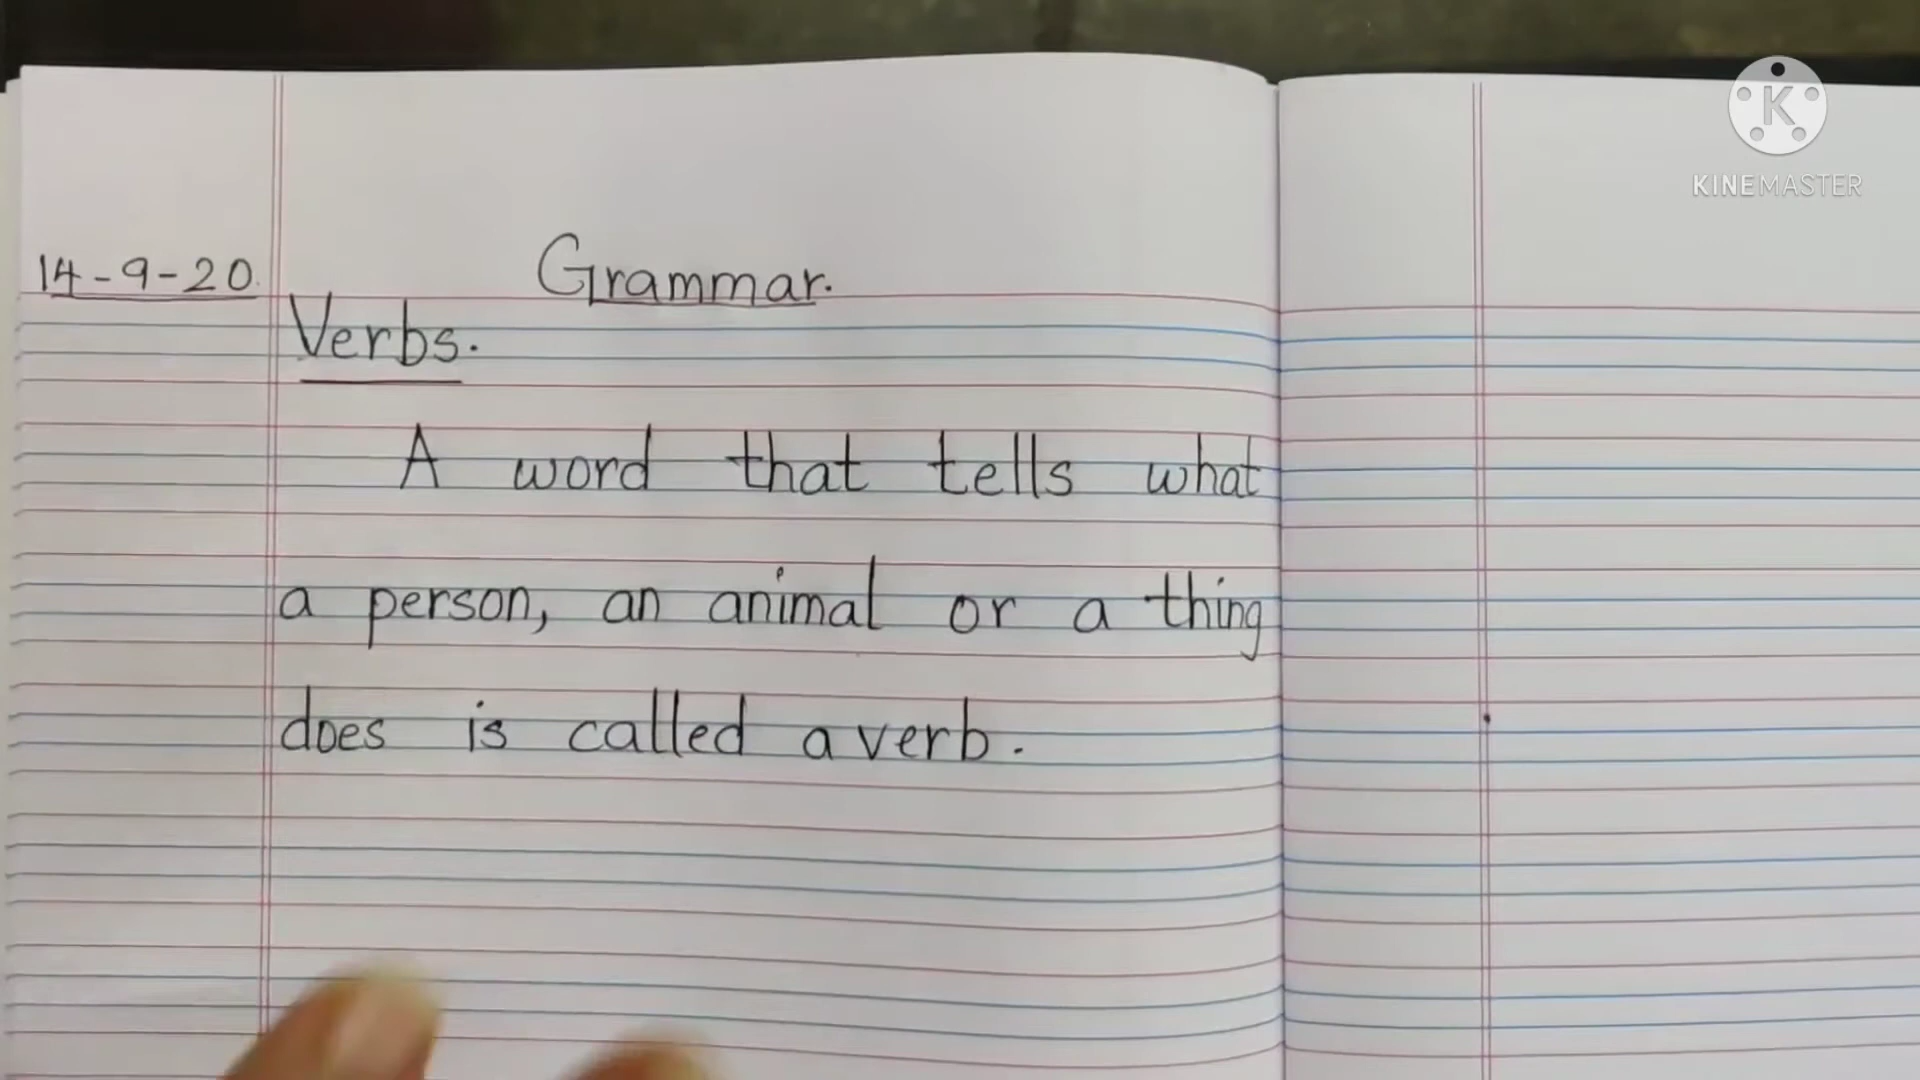 K
KINEMASTER
14-9-20.
Grammar.
Verbs.
A word that tells what
a person, an animal or a thing
does is called a verb.